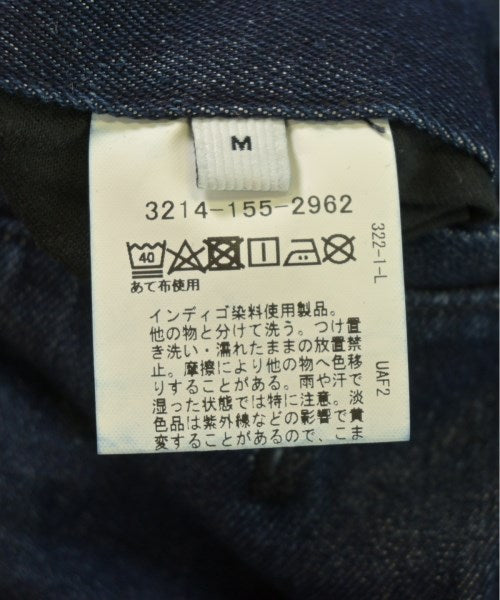 M
3214-155-2962
40
あて布使用
インディゴ染料使用製品。
他の物と分けて洗う。つけ置
き洗い・濡れたままの放置禁
止。摩擦により他の物へ色移
りすることがある。雨や汗で
湿った状態では特に注意。淡
色品は紫外線などの影響で黄
変することがあるので、こま
322-1-L
UAF2